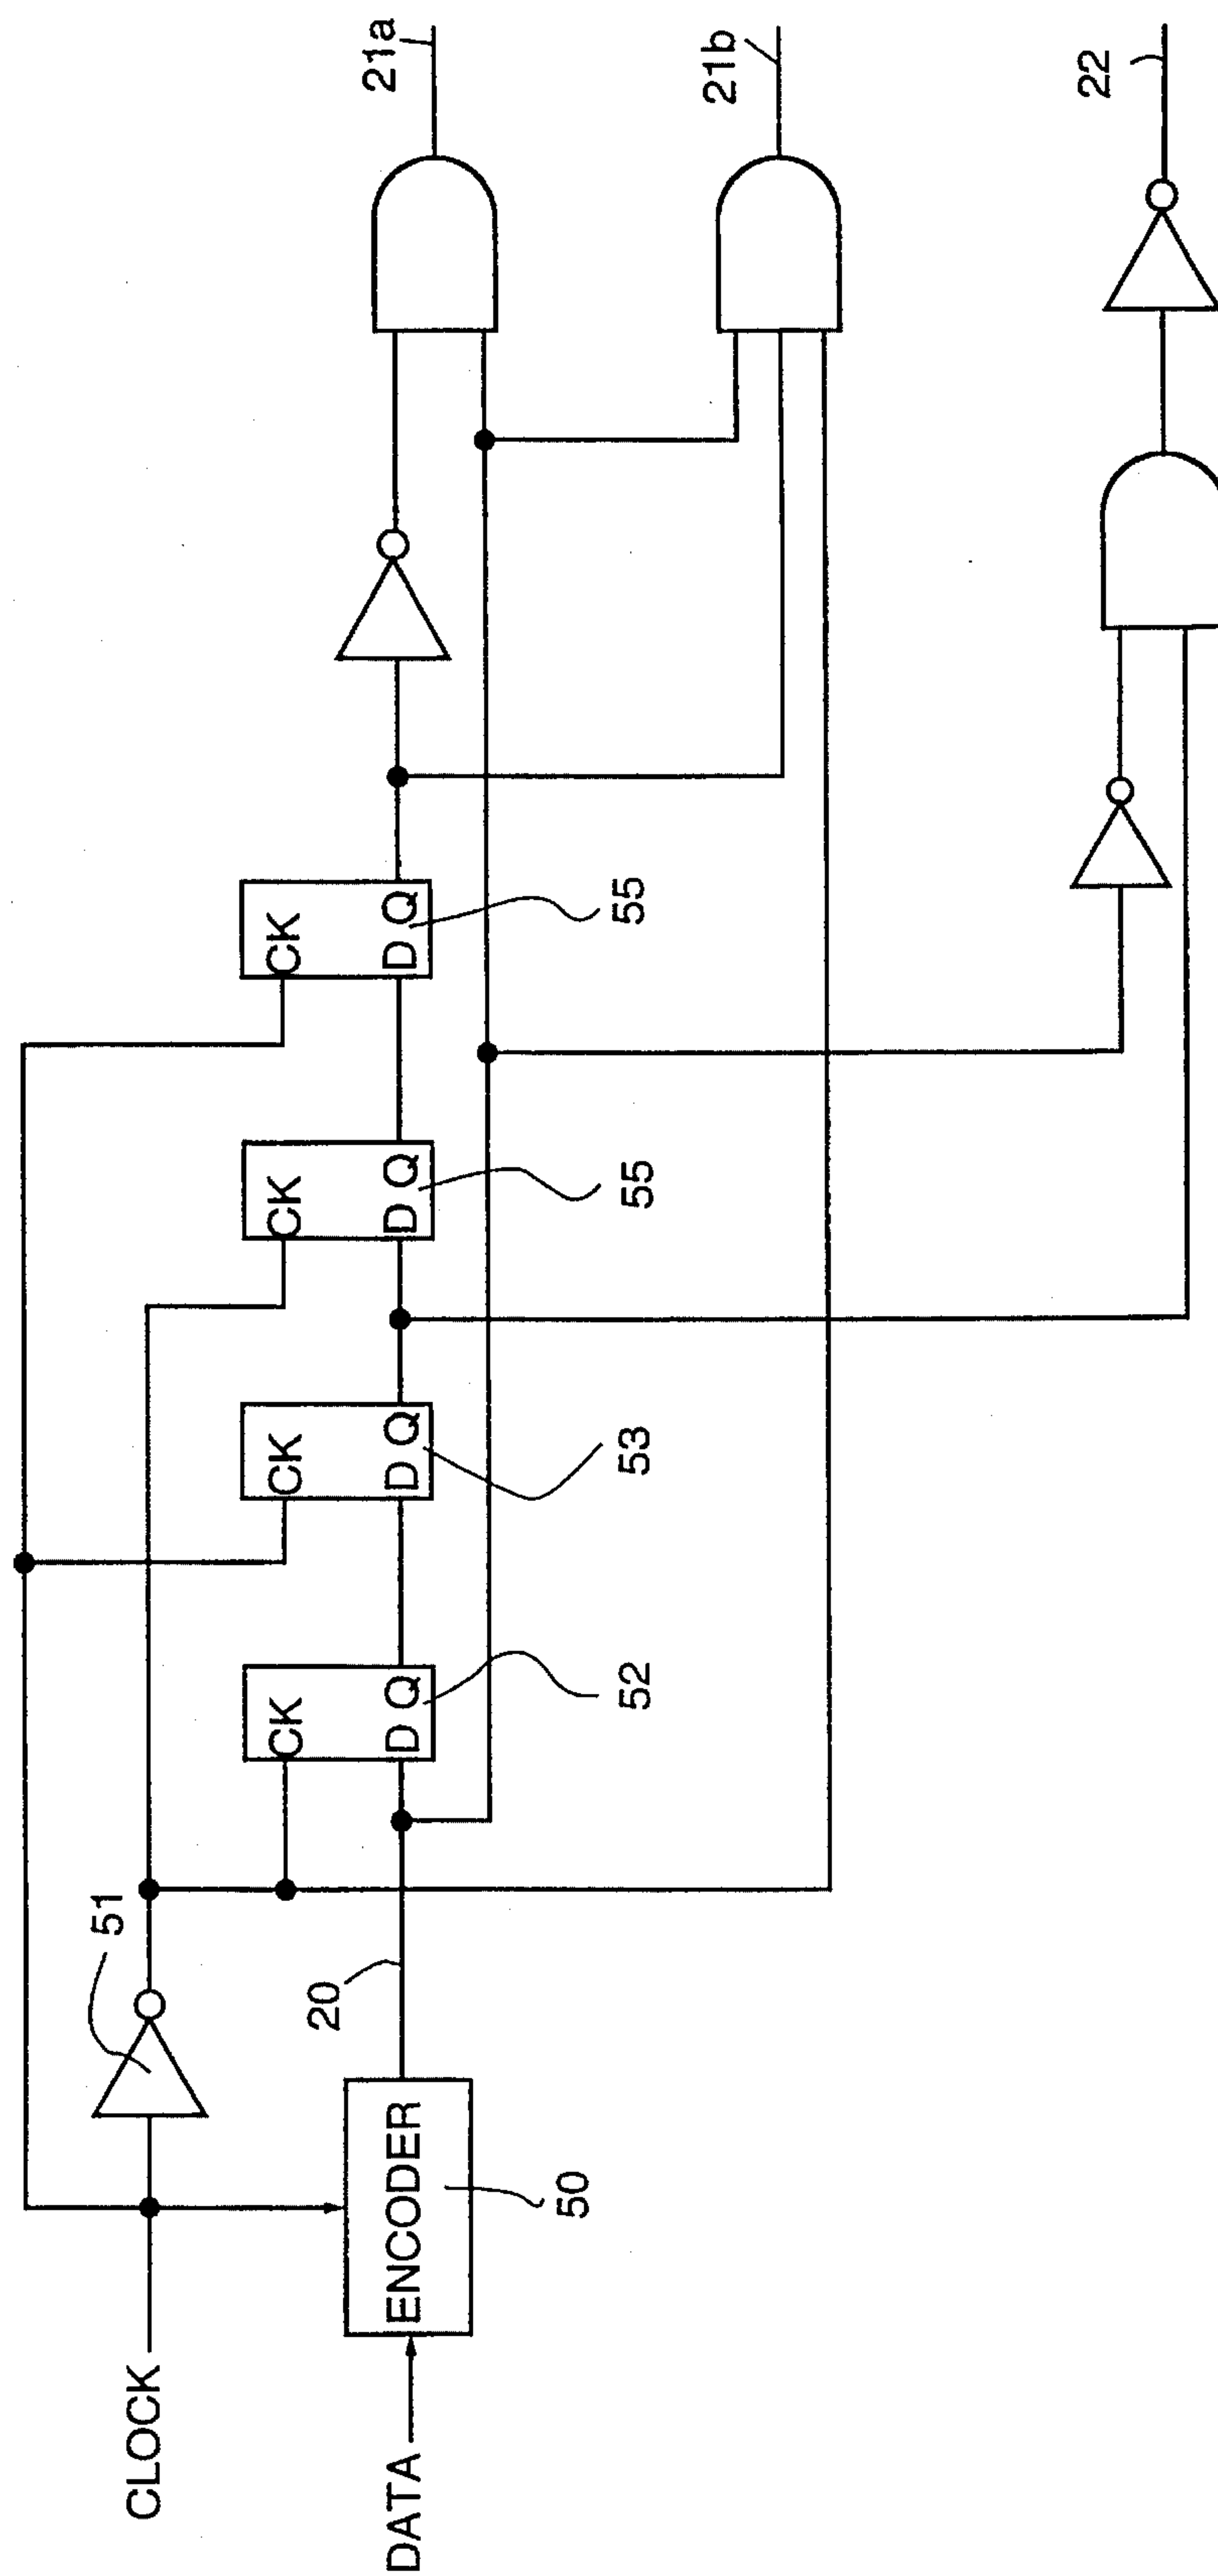 CLOCK
51
DATA
ENCODER
50
20
CK
D Q
52
CK
D Q
53
CK
D Q
55
CK
D Q
55
21a
21b
22